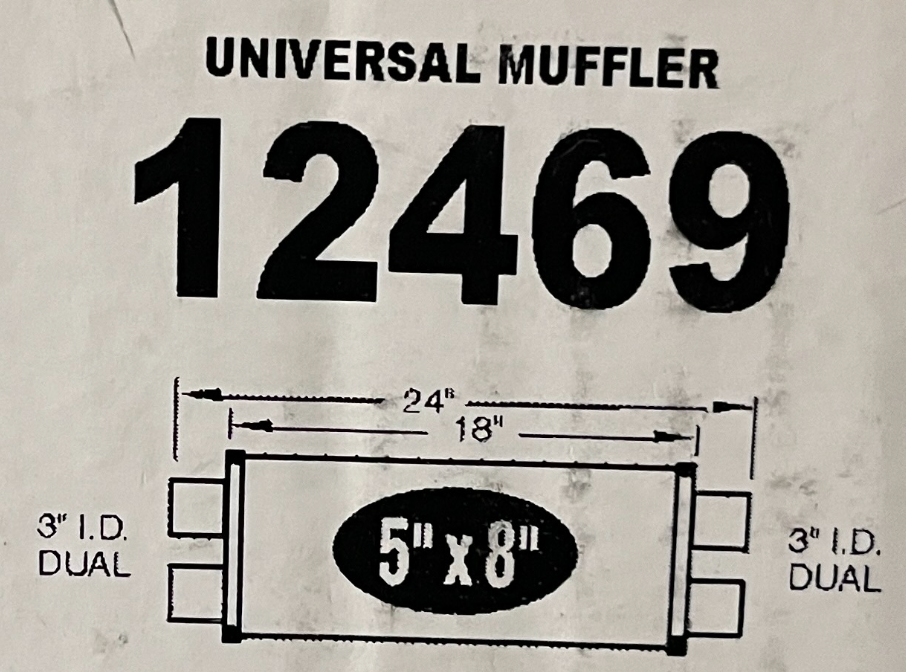 UNIVERSAL MUFFLER
12469
24"
18"
3" I.D.
DUAL
5" x 8"
3" I.D.
DUAL